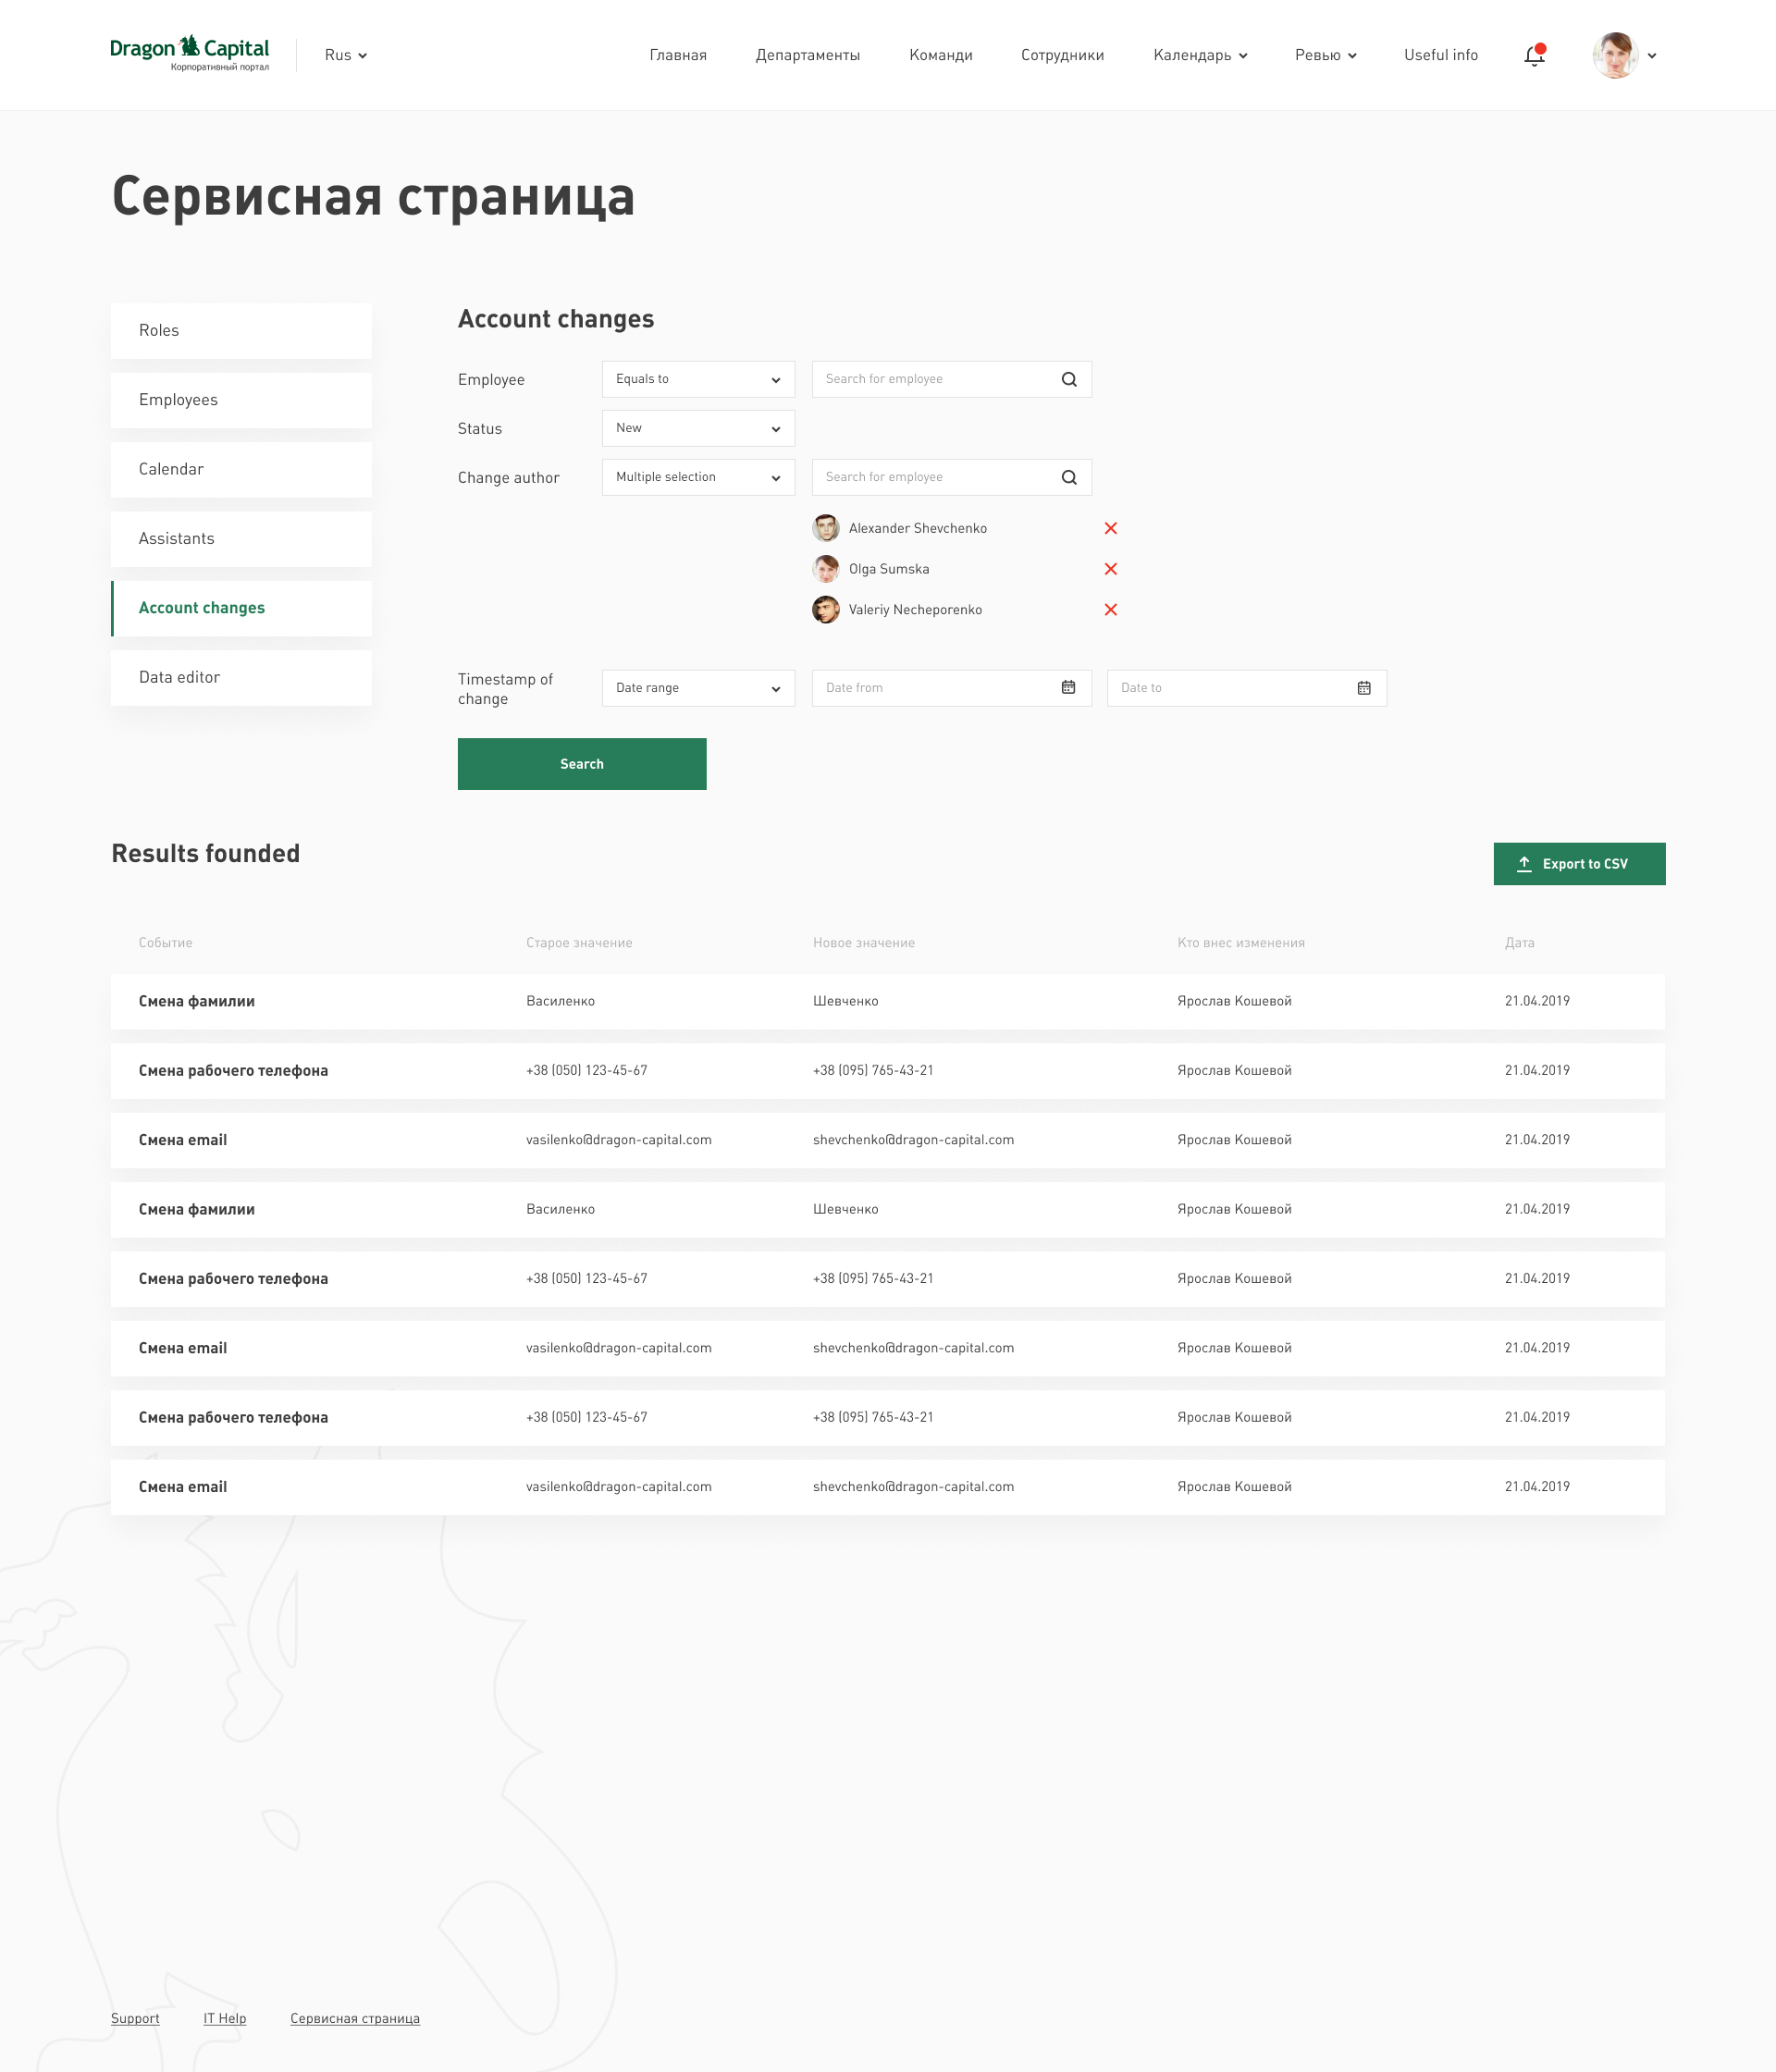 Dragon Capital
Корпоративный портал
Rus
Главная
Департаменты
Команди
Сотрудники
Календарь
Ревью
Useful info
Сервисная страница
Roles
Employees
Calendar
Assistants
Account changes
Data editor
Account changes
Employee
Equals to
Search for employee
Status
New
Change author
Multiple selection
Search for employee
Alexander Shevchenko
Olga Sumska
Valeriy Necheporenko
Timestamp of
change
Date range
Date from
Date to
Search
Results founded
Export to CSV
Событие Старое значение Новое значение Кто внес изменения Дата
Смена фамилии Василенко Шевченко Ярослав Кошевой 21.04.2019
Смена рабочего телефона +38 (050) 123-45-67 +38 (095) 765-43-21 Ярослав Кошевой 21.04.2019
Смена email vasilenko@dragon-capital.com shevchenko@dragon-capital.com Ярослав Кошевой 21.04.2019
Смена фамилии Василенко Шевченко Ярослав Кошевой 21.04.2019
Смена рабочего телефона +38 (050) 123-45-67 +38 (095) 765-43-21 Ярослав Кошевой 21.04.2019
Смена email vasilenko@dragon-capital.com shevchenko@dragon-capital.com Ярослав Кошевой 21.04.2019
Смена рабочего телефона +38 (050) 123-45-67 +38 (095) 765-43-21 Ярослав Кошевой 21.04.2019
Смена email vasilenko@dragon-capital.com shevchenko@dragon-capital.com Ярослав Кошевой 21.04.2019
Support
IT Help
Сервисная страница